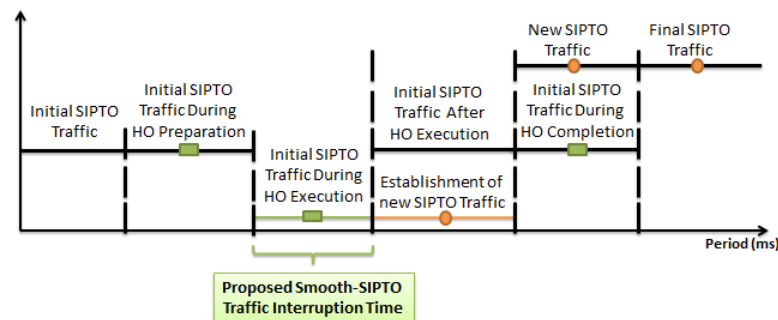 Initial SIPTO
Traffic
Initial SIPTO
Traffic During
HO Preparation
Initial SIPTO
Traffic During
HO Execution
Initial SIPTO
Traffic After
HO Execution
Establishment of
new SIPTO Traffic
New SIPTO
Traffic
Initial SIPTO
Traffic During
HO Completion
Final SIPTO
Traffic
Period (ms)
Proposed Smooth-SIPTO
Traffic Interruption Time